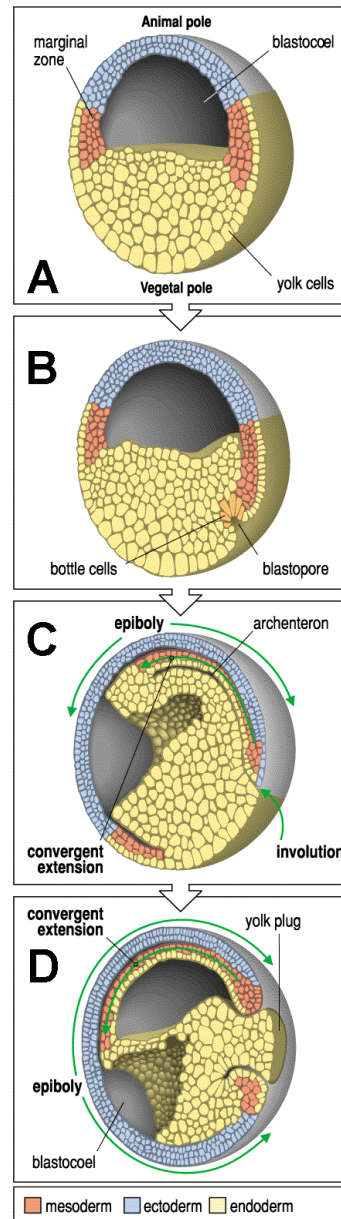 Animal pole
marginal
zone
blastocoel
A
Vegetal pole
yolk cells
B
bottle cells
blastopore
C
epiboly
archenteron
convergent
extension
involution
convergent
extension
yolk plug
D
epiboly
blastocoel
mesoderm ectoderm endoderm